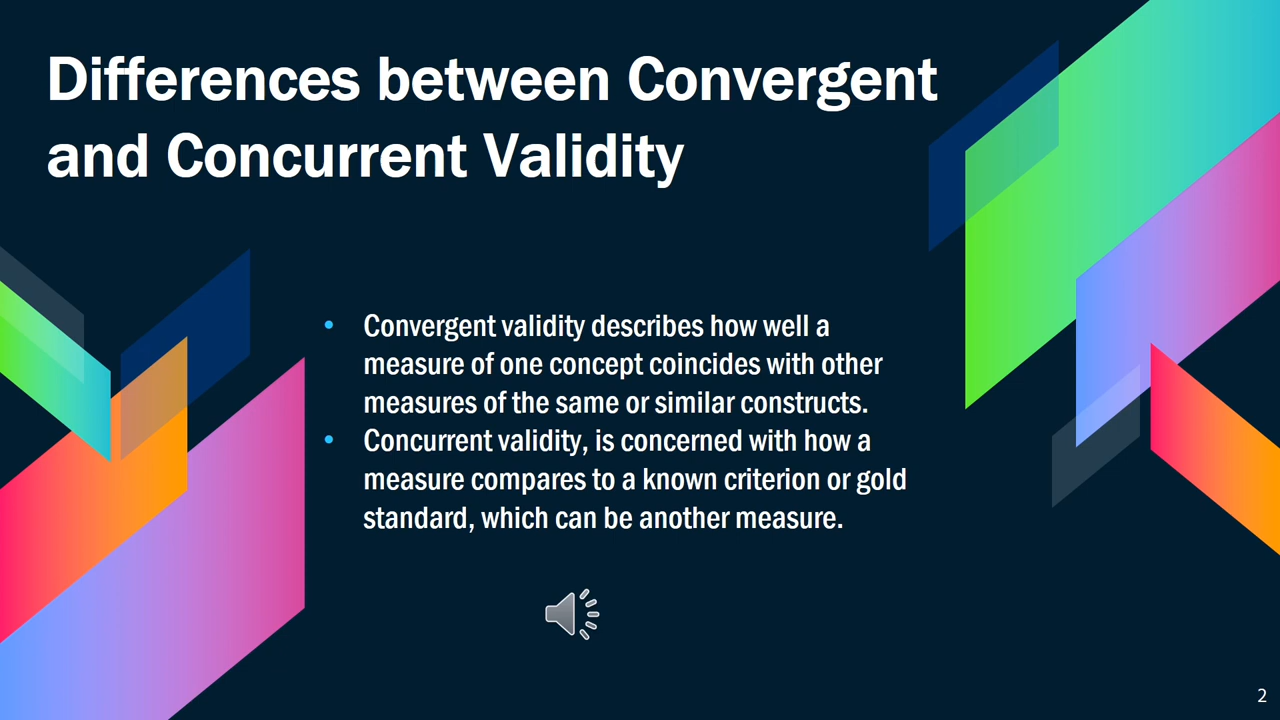 Differences between Convergent
and Concurrent Validity
• Convergent validity describes how well a
measure of one concept coincides with other
measures of the same or similar constructs.
• Concurrent validity, is concerned with how a
measure compares to a known criterion or gold
standard, which can be another measure.
2